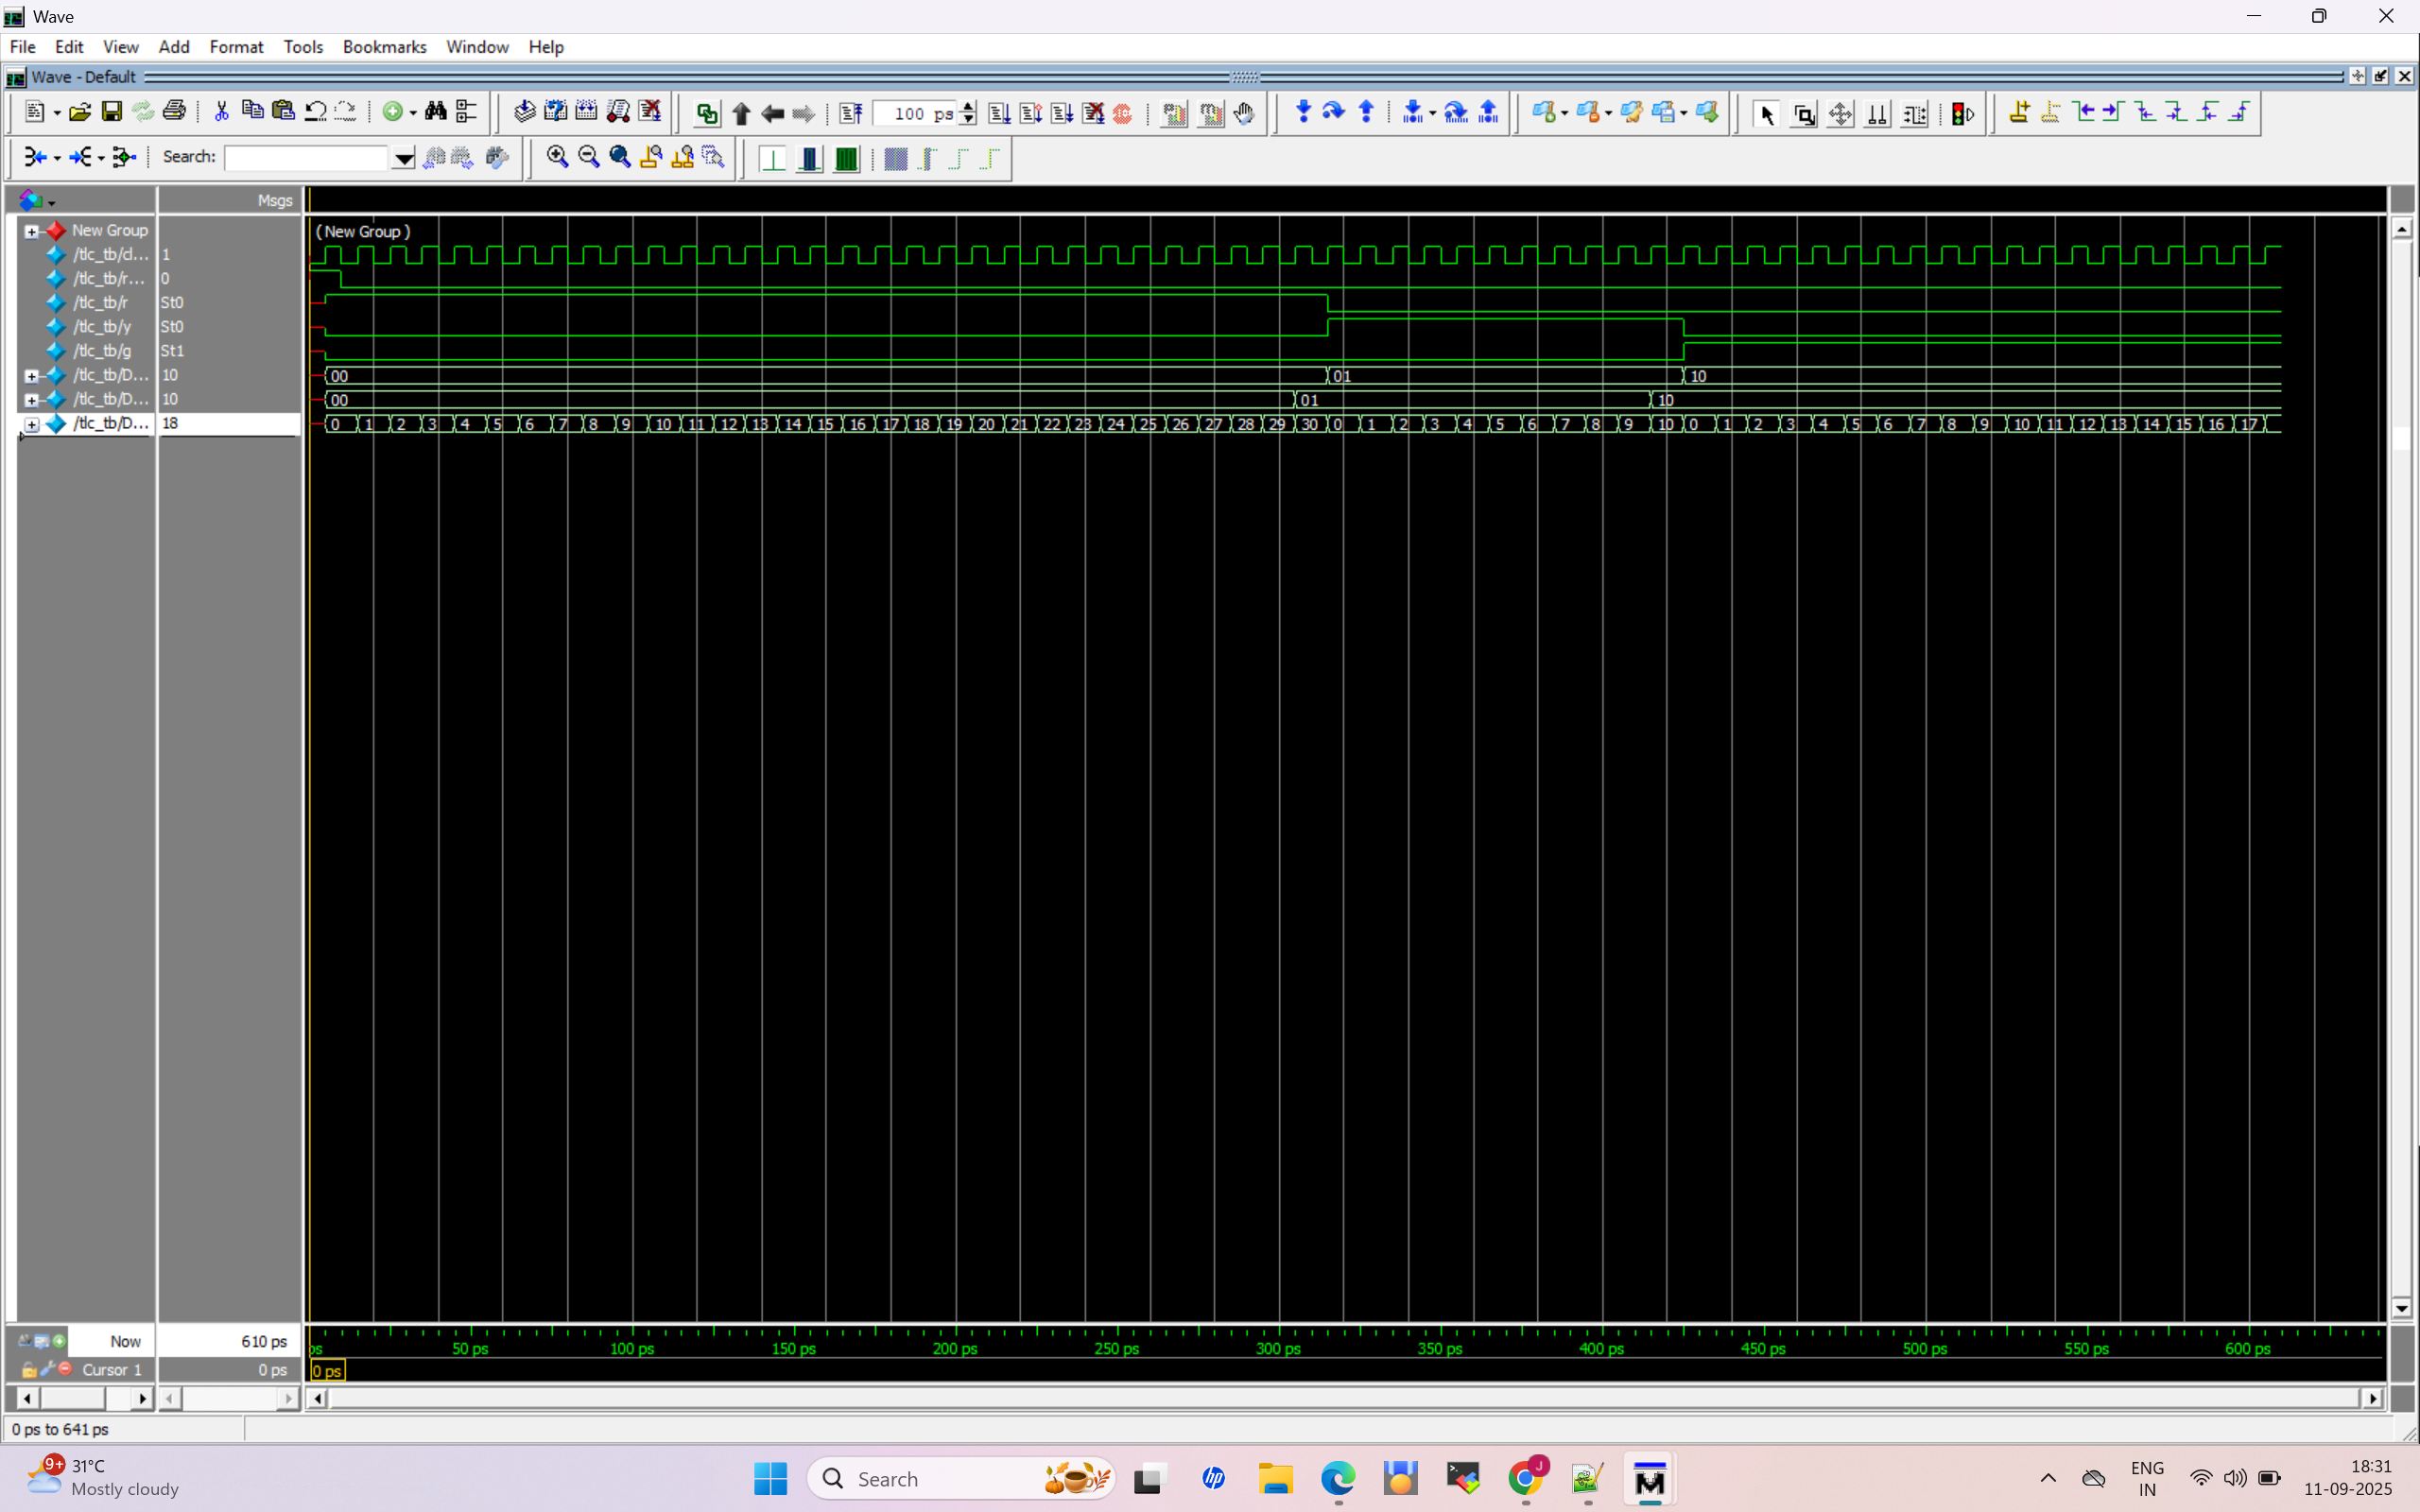 Wave
File Edit View Add Format Tools Bookmarks Window Help
Wave - Default
100 ps
Search:
Msgs
New Group
(New Group)
/tlc_tb/cl... 1
/tlc_tb/r... 0
/tlc_tb/r St0
/tlc_tb/y St0
/tlc_tb/g St1
/tlc_tb/D... 10 00 01 10
/tlc_tb/D... 10 00 01 10
/tlc_tb/D... 18 0 1 2 3 4 5 6 7 8 9 10 11 12 13 14 15 16 17 18 19 20 21 22 23 24 25 26 27 28 29 30 0 1 2 3 4 5 6 7 8 9 10 0 1 2 3 4 5 6 7 8 9 10 11 12 13 14 15 16 17
Now 610 ps
ps 50 ps 100 ps 150 ps 200 ps 250 ps 300 ps 350 ps 400 ps 450 ps 500 ps 550 ps 600 ps
Cursor 1 0 ps 0 ps
0 ps to 641 ps
9+ 31°C
Mostly cloudy
Search
hp
J
M
ENG
IN
18:31
11-09-2025